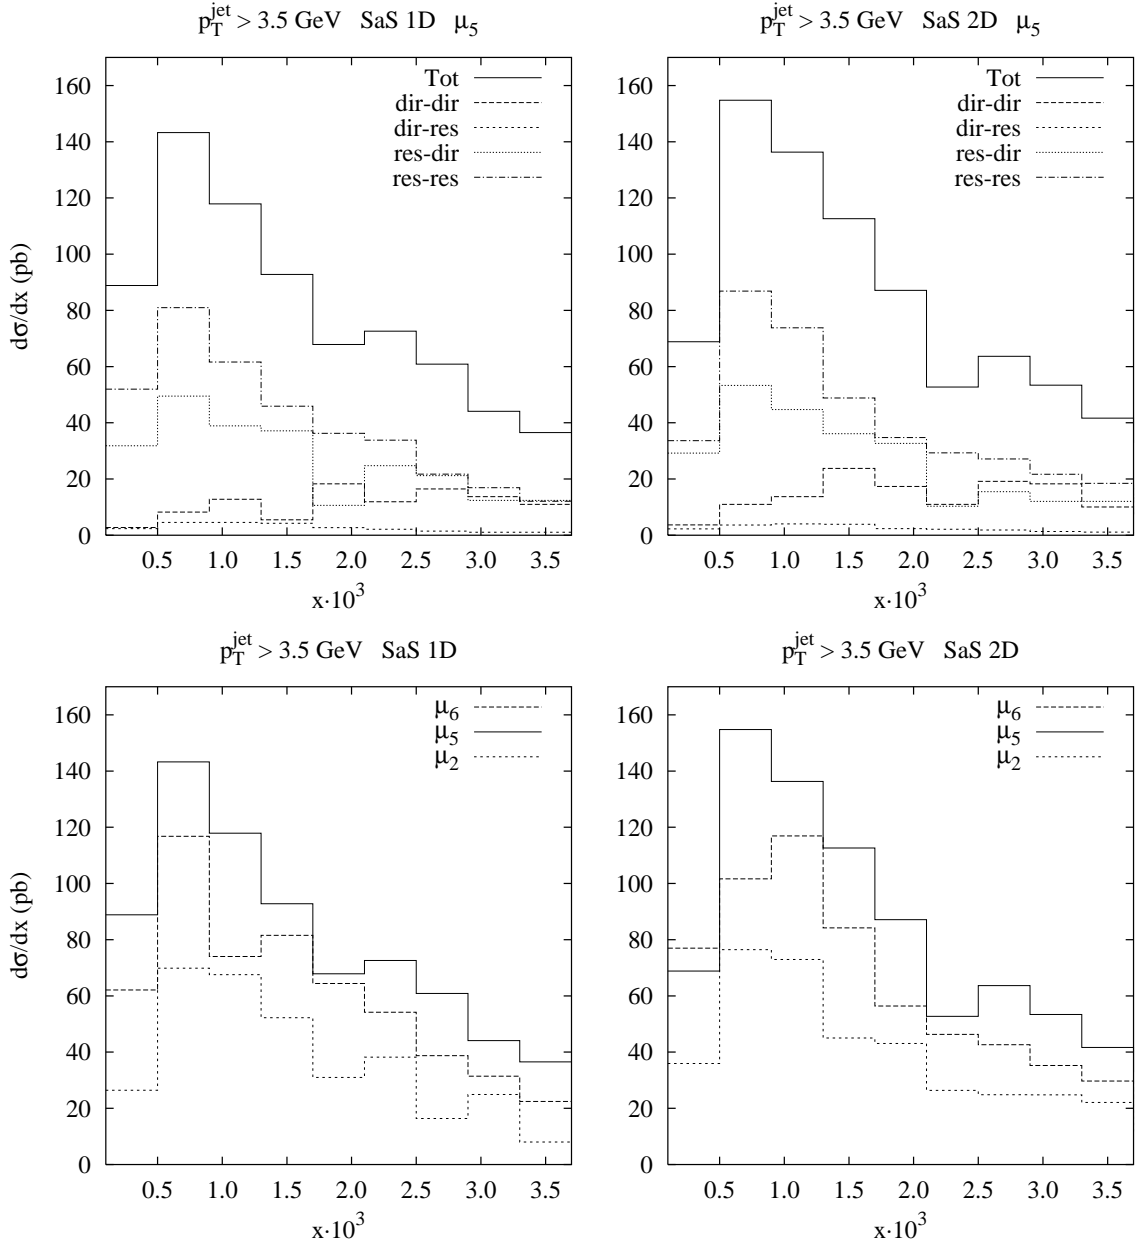 p_T^jet > 3.5 GeV SaS 1D μ_5
Tot
dir-dir
dir-res
res-dir
res-res
160
140
120
100
80
60
40
20
0
dσ/dx (pb)
0.5 1.0 1.5 2.0 2.5 3.0 3.5
x·10^3
p_T^jet > 3.5 GeV SaS 2D μ_5
Tot
dir-dir
dir-res
res-dir
res-res
160
140
120
100
80
60
40
20
0
0.5 1.0 1.5 2.0 2.5 3.0 3.5
x·10^3
p_T^jet > 3.5 GeV SaS 1D
μ_6
μ_5
μ_2
160
140
120
100
80
60
40
20
0
dσ/dx (pb)
0.5 1.0 1.5 2.0 2.5 3.0 3.5
x·10^3
p_T^jet > 3.5 GeV SaS 2D
μ_6
μ_5
μ_2
160
140
120
100
80
60
40
20
0
0.5 1.0 1.5 2.0 2.5 3.0 3.5
x·10^3